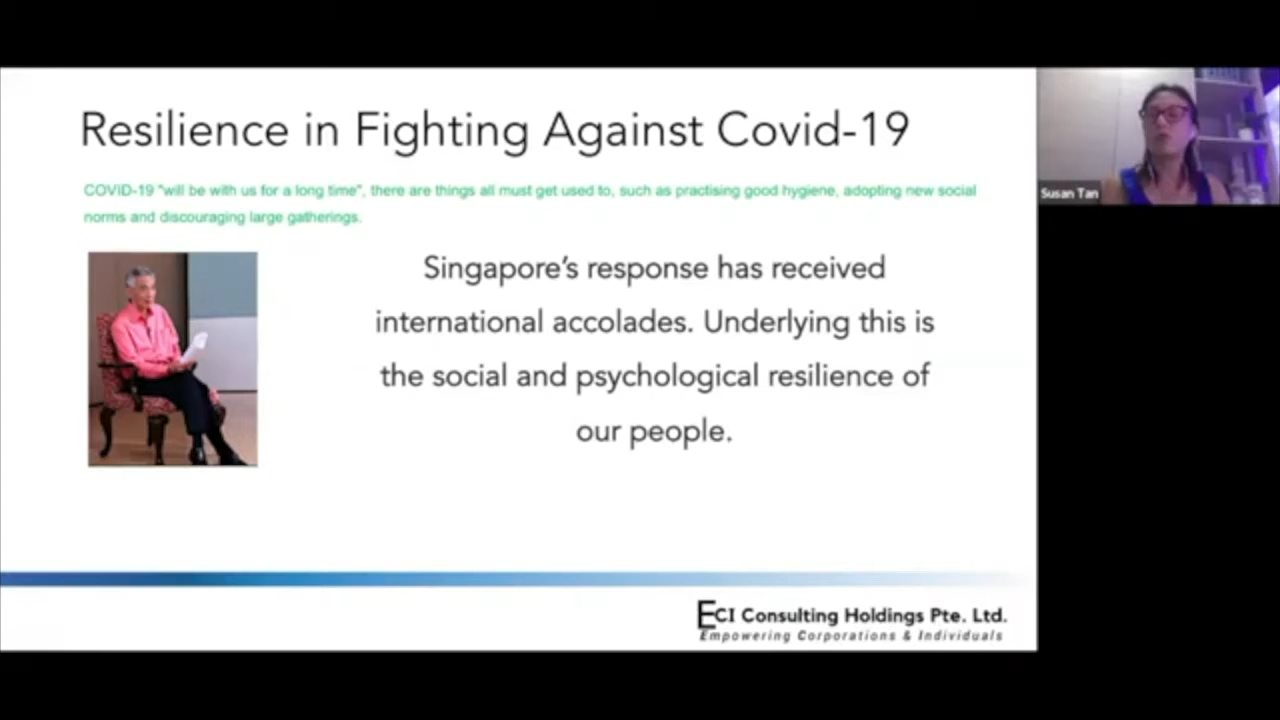 Resilience in Fighting Against Covid-19
COVID-19 "will be with us for a long time", there are things all must get used to, such as practising good hygiene, adopting new social
norms and discouraging large gatherings.
Singapore's response has received
international accolades. Underlying this is
the social and psychological resilience of
our people.
Susan Tan
ECI Consulting Holdings Pte. Ltd.
Empowering Corporations & Individuals